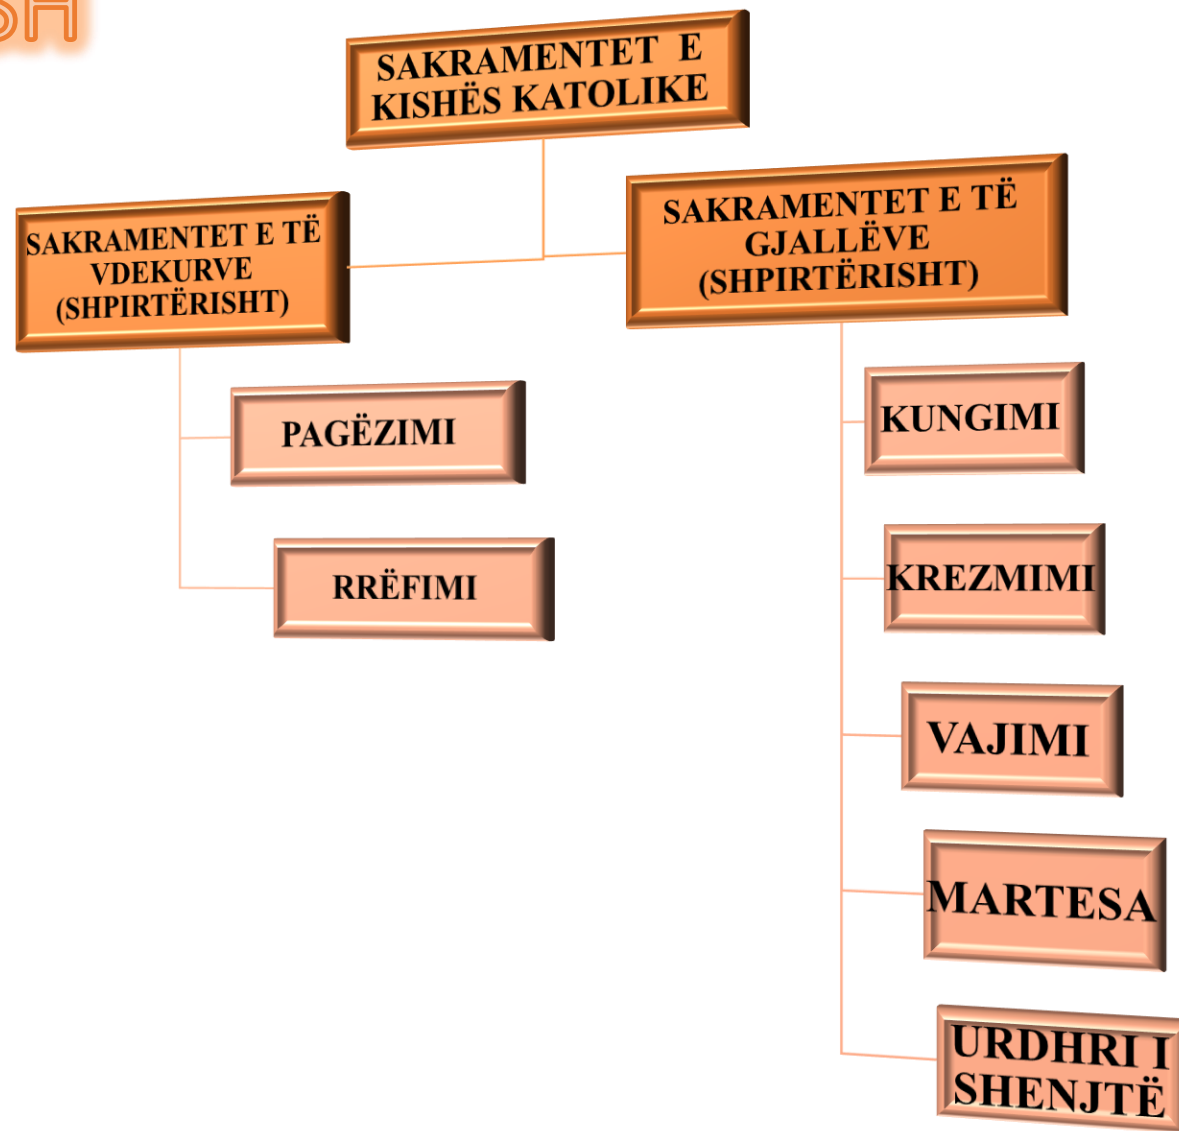 SAKRAMENTET E
KISHËS KATOLIKE
SAKRAMENTET E TË
VDEKURVE
(SHPIRTËRISHT)
PAGËZIMI
RRËFIMI
SAKRAMENTET E TË
GJALLËVE
(SHPIRTËRISHT)
KUNGIMI
KREZMIMI
VAJIMI
MARTESA
URDHRI I
SHENJTË